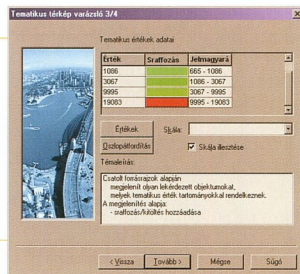 Tematikus térkép varázsló 3/4
Tematikus értékek adatai
Érték Sraffozás Jelmagyará
1086 665 - 1086
3067 1086 - 3067
9995 3067 - 9995
19083 9995 - 19083
Értékek
Skála:
Oszlopátfordítás
Skála illesztése
Témaleírás:
Csatolt forrásrajzok alapján
megjelenít olyan lekérdezett objektumokat,
melyek tematikus érték tartományokkal rendelkeznek.
A megjelenítés alapja:
- sraffozás/kitöltés hozzáadása
< Vissza
Tovább >
Mégse
Súgó